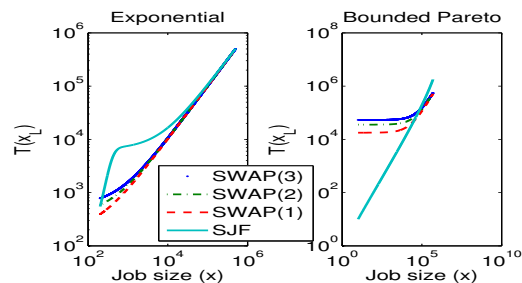 Exponential
T(x_L)
10^6
10^5
10^4
10^3
10^2
10^2
10^4
10^6
Job size (x)
Bounded Pareto
T(x_L)
10^8
10^6
10^4
10^2
10^0
10^0
10^5
10^10
Job size (x)
SWAP(3)
SWAP(2)
SWAP(1)
SJF